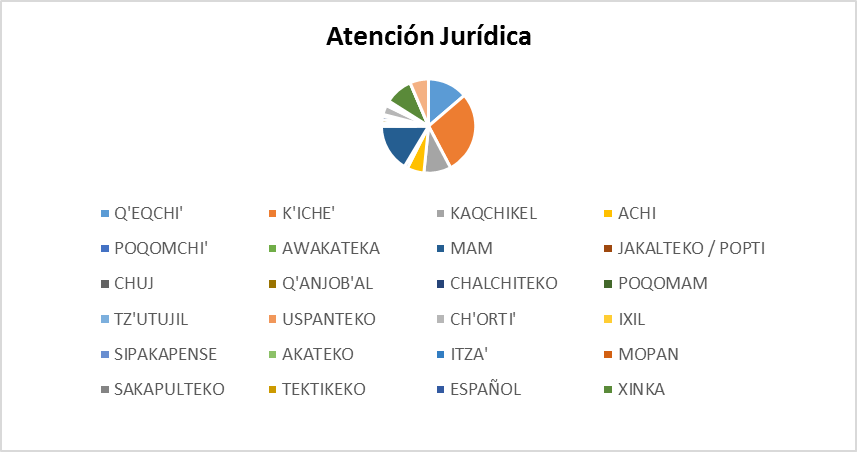 Atención Jurídica
Q'EQCHI' K'ICHE' KAQCHIKEL ACHI
POQOMCHI' AWAKATEKA MAM JAKALTEKO / POPTI
CHUJ Q'ANJOB'AL CHALCHITEKO POQOMAM
TZ'UTUJIL USPANTEKO CH'ORTI' IXIL
SIPAKAPENSE AKATEKO ITZA' MOPAN
SAKAPULTEKO TEKTIKEKO ESPAÑOL XINKA